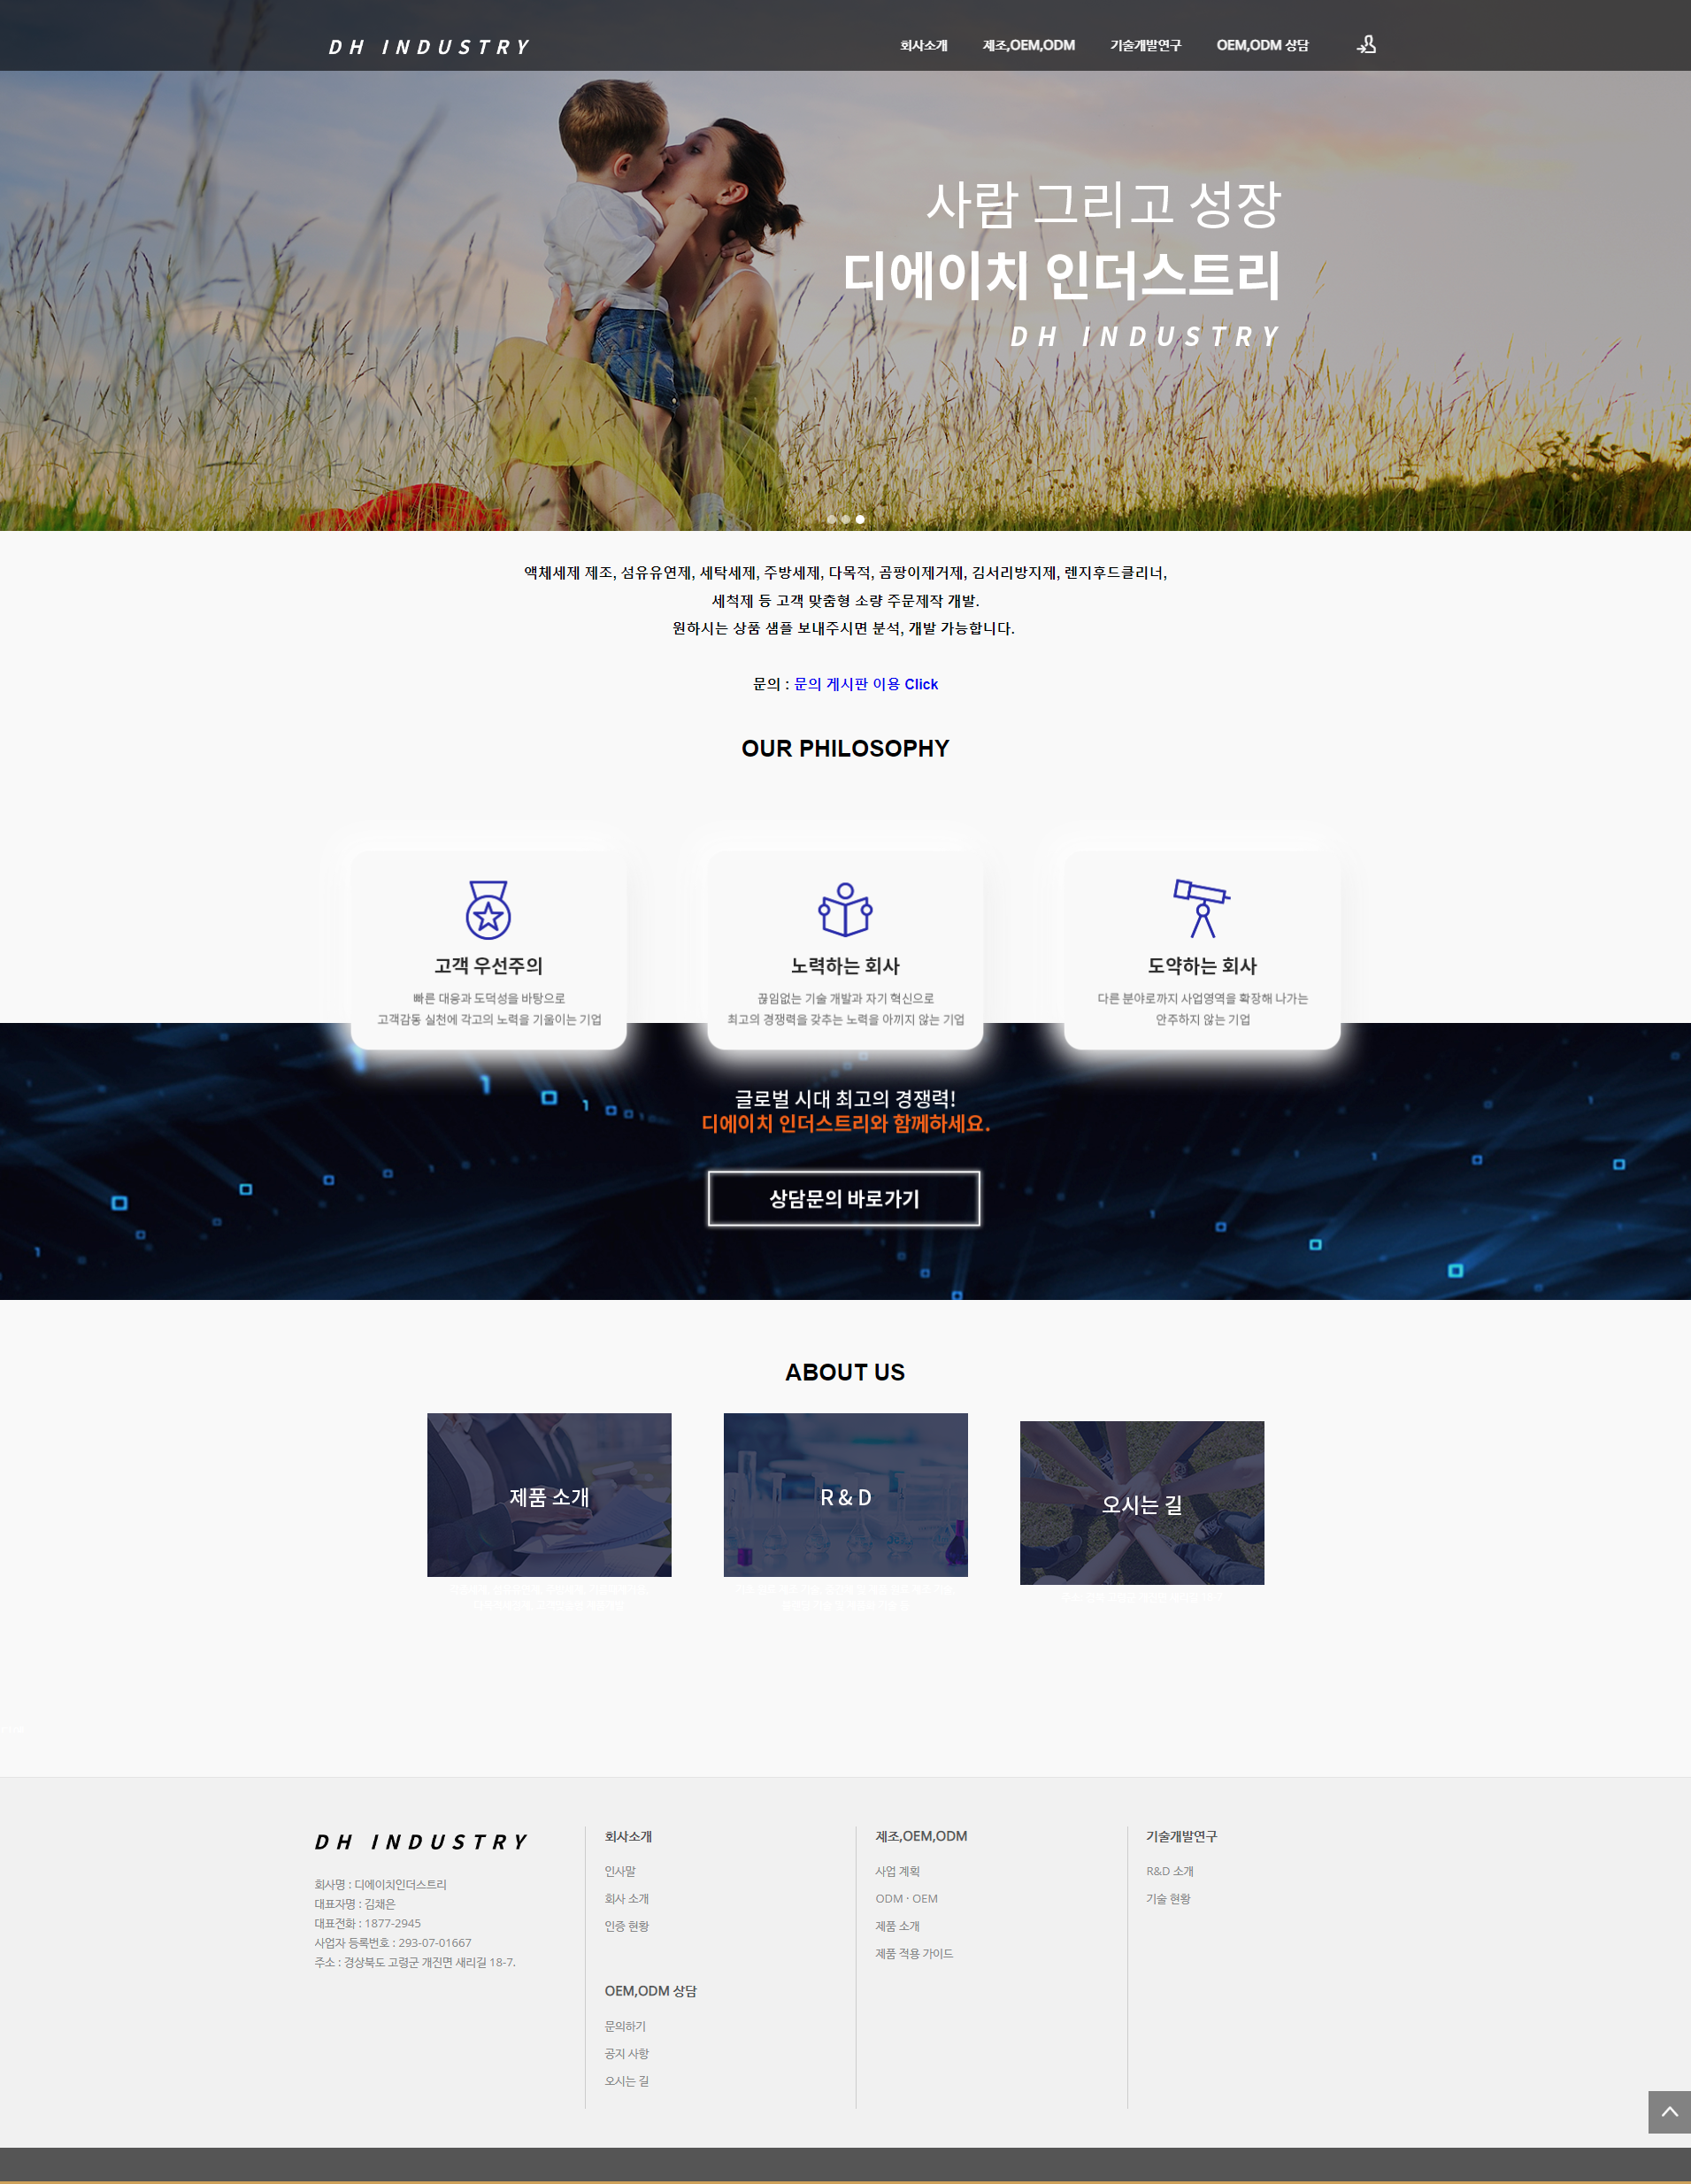 DH INDUSTRY
회사소개
제조,OEM,ODM
기술개발연구
OEM,ODM 상담
사람 그리고 성장
디에이치 인더스트리
DH INDUSTRY
액체세제 제조, 섬유유연제, 세탁세제, 주방세제, 다목적, 곰팡이제거제, 김서리방지제, 렌지후드클리너,
세척제 등 고객 맞춤형 소량 주문제작 개발.
원하시는 상품 샘플 보내주시면 분석, 개발 가능합니다.
문의 : 문의 게시판 이용 Click
OUR PHILOSOPHY
고객 우선주의
빠른 대응과 도덕성을 바탕으로
고객감동 실천에 각고의 노력을 기울이는 기업
노력하는 회사
끊임없는 기술 개발과 자기 혁신으로
최고의 경쟁력을 갖추는 노력을 아끼지 않는 기업
도약하는 회사
다른 분야로까지 사업영역을 확장해 나가는
안주하지 않는 기업
글로벌 시대 최고의 경쟁력!
디에이치 인더스트리와 함께하세요.
상담문의 바로가기
ABOUT US
제품 소개
R & D
오시는 길
DH INDUSTRY
회사명 : 디에이치인더스트리
대표자명 : 김채은
대표전화 : 1877-2945
사업자 등록번호 : 293-07-01667
주소 : 경상북도 고령군 개진면 새리길 18-7.
회사소개
인사말
회사 소개
인증 현황
제조,OEM,ODM
사업 계획
ODM · OEM
제품 소개
제품 적용 가이드
기술개발연구
R&D 소개
기술 현황
OEM,ODM 상담
문의하기
공지 사항
오시는 길